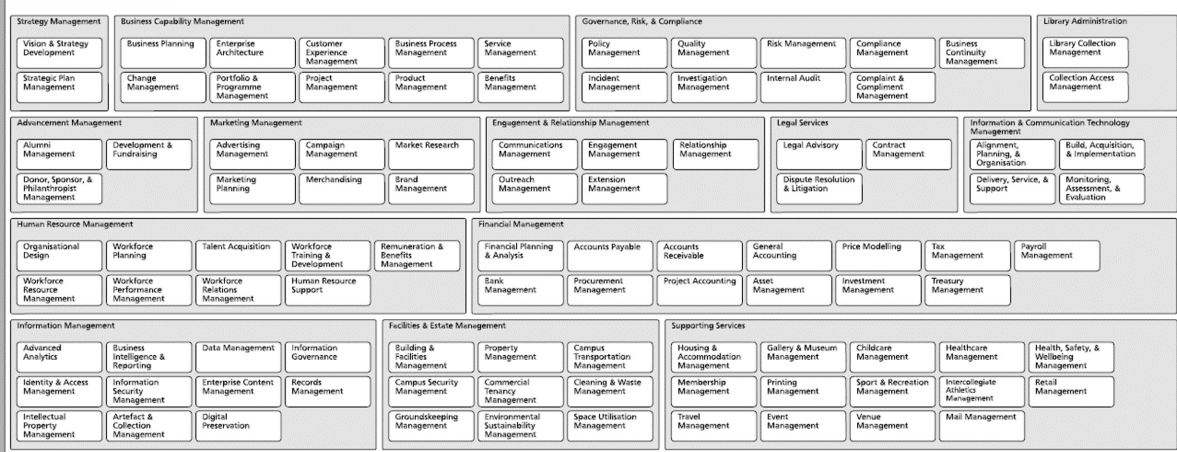 Strategy Management
Vision & Strategy
Development
Strategic Plan
Management
Business Capability Management
Business Planning
Enterprise
Architecture
Customer
Experience
Management
Business Process
Management
Service
Management
Change
Management
Portfolio &
Programme
Management
Project
Management
Product
Management
Benefits
Management
Governance, Risk, & Compliance
Policy
Management
Quality
Management
Risk Management
Compliance
Management
Business
Continuity
Management
Incident
Management
Investigation
Management
Internal Audit
Complaint &
Compliment
Management
Library Administration
Library Collection
Management
Collection Access
Management
Advancement Management
Alumni
Management
Development &
Fundraising
Donor, Sponsor, &
Philanthropist
Management
Marketing Management
Advertising
Management
Campaign
Management
Market Research
Marketing
Planning
Merchandising
Brand
Management
Engagement & Relationship Management
Communications
Management
Engagement
Management
Relationship
Management
Outreach
Management
Extension
Management
Legal Services
Legal Advisory
Contract
Management
Dispute Resolution
& Litigation
Information & Communication Technology
Management
Alignment,
Planning, &
Organisation
Build, Acquisition,
& Implementation
Delivery, Service, &
Support
Monitoring,
Assessment, &
Evaluation
Human Resource Management
Organisational
Design
Workforce
Planning
Talent Acquisition
Workforce
Training &
Development
Remuneration &
Benefits
Management
Workforce
Resource
Management
Workforce
Performance
Management
Workforce
Relations
Management
Human Resource
Support
Financial Management
Financial Planning
& Analysis
Accounts Payable
Accounts
Receivable
General
Accounting
Price Modelling
Tax
Management
Payroll
Management
Bank
Management
Procurement
Management
Project Accounting
Asset
Management
Investment
Management
Treasury
Management
Information Management
Advanced
Analytics
Business
Intelligence &
Reporting
Data Management
Information
Governance
Identity & Access
Management
Information
Security
Management
Enterprise Content
Management
Records
Management
Intellectual
Property
Management
Artefact &
Collection
Management
Digital
Preservation
Facilities & Estate Management
Building &
Facilities
Management
Property
Management
Campus
Transportation
Management
Campus Security
Management
Commercial
Tenancy
Management
Cleaning & Waste
Management
Groundskeeping
Management
Environmental
Sustainability
Management
Space Utilisation
Management
Supporting Services
Housing &
Accommodation
Management
Gallery & Museum
Management
Childcare
Management
Healthcare
Management
Health, Safety, &
Wellbeing
Management
Membership
Management
Printing
Management
Sport & Recreation
Management
Intercollegiate
Athletics
Management
Retail
Management
Travel
Management
Event
Management
Venue
Management
Mail Management